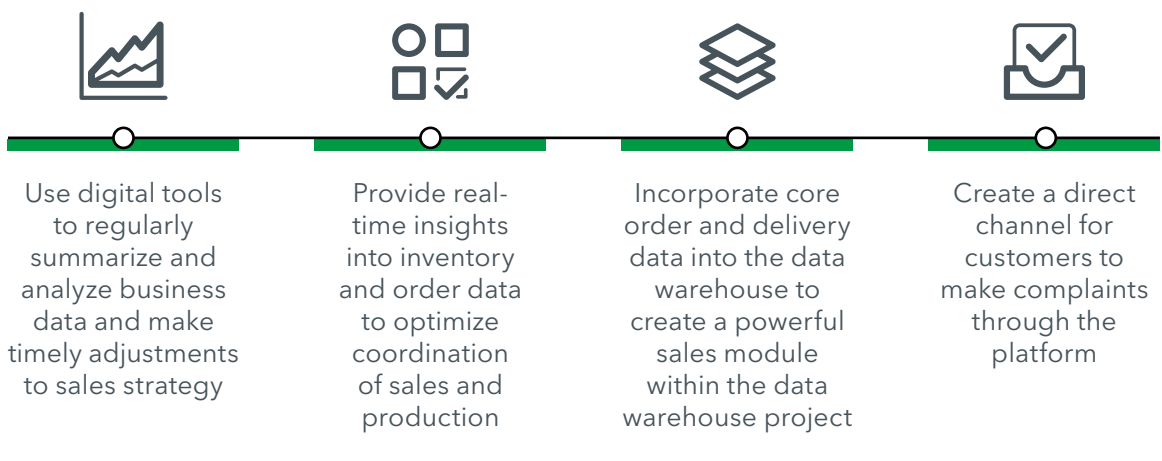 Use digital tools
to regularly
summarize and
analyze business
data and make
timely adjustments
to sales strategy
Provide real-
time insights
into inventory
and order data
to optimize
coordination
of sales and
production
Incorporate core
order and delivery
data into the data
warehouse to
create a powerful
sales module
within the data
warehouse project
Create a direct
channel for
customers to
make complaints
through the
platform